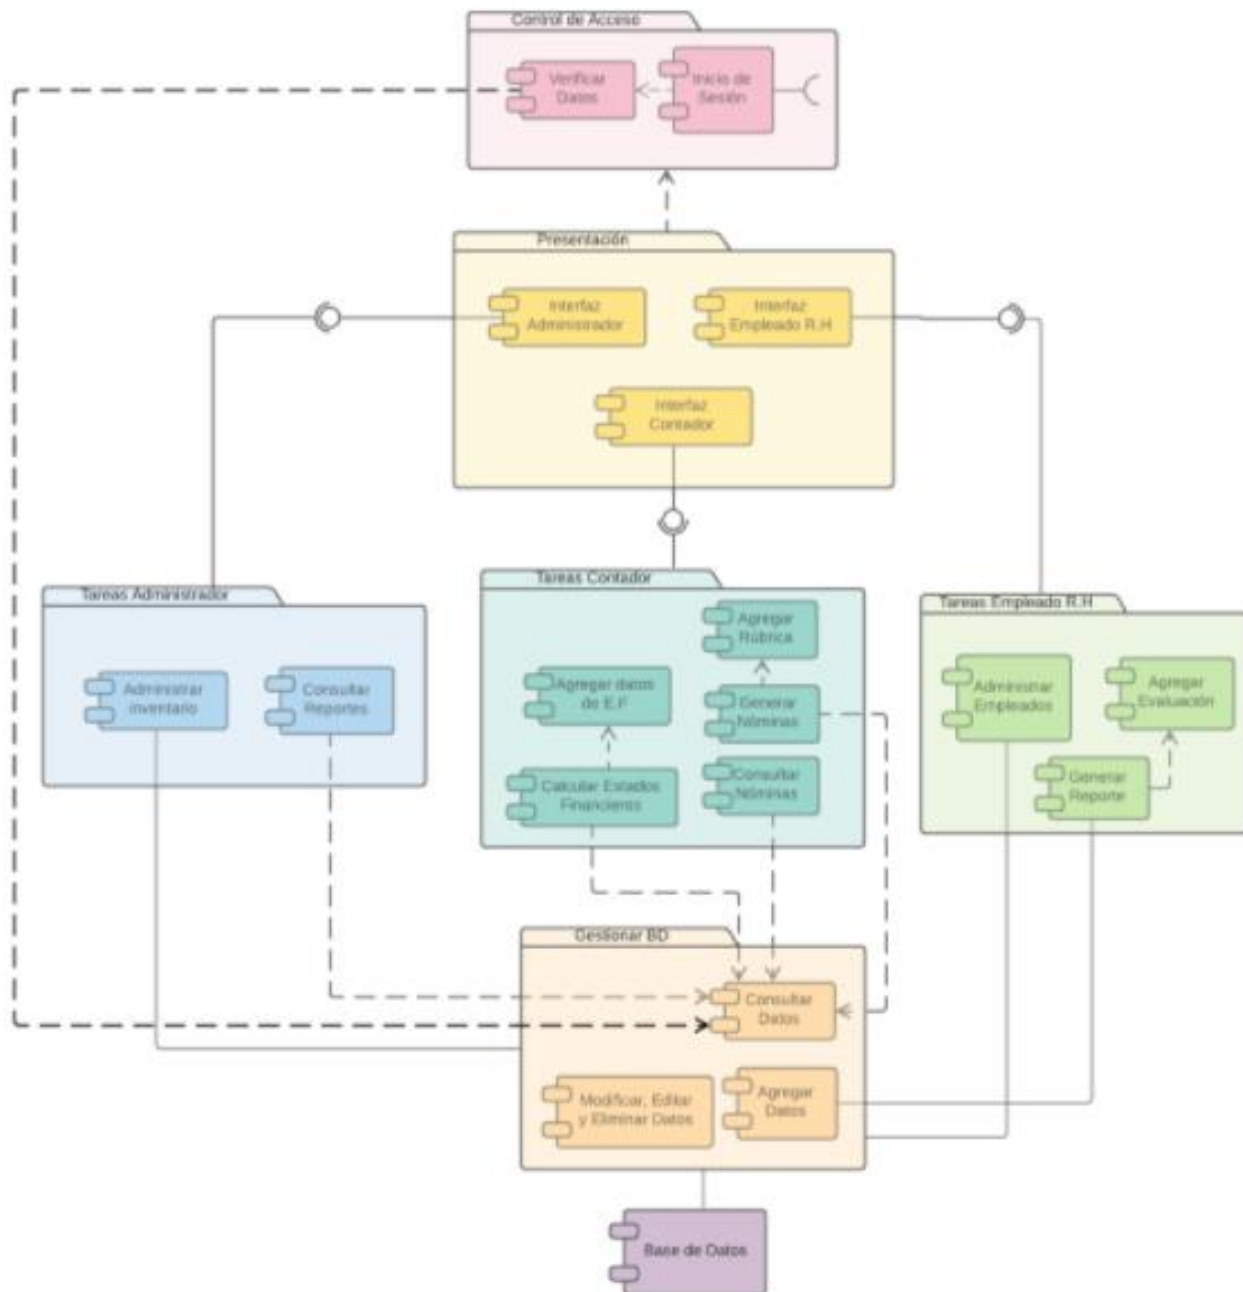 Control de Acceso
Verificar
Datos
Inicio de
Sesión
Presentación
Interfaz
Administrador
Interfaz
Empleado R.H
Interfaz
Contador
Tareas Administrador
Administrar
inventario
Consultar
Reportes
Tareas Contador
Agregar
Rúbrica
Agregar datos
de E.F
Generar
Nóminas
Calcular Estados
Financieros
Consultar
Nóminas
Tareas Empleado R.H
Administrar
Empleados
Agregar
Evaluación
Generar
Reporte
Gestionar BD
Consultar
Datos
Modificar, Editar
y Eliminar Datos
Agregar
Datos
Base de Datos